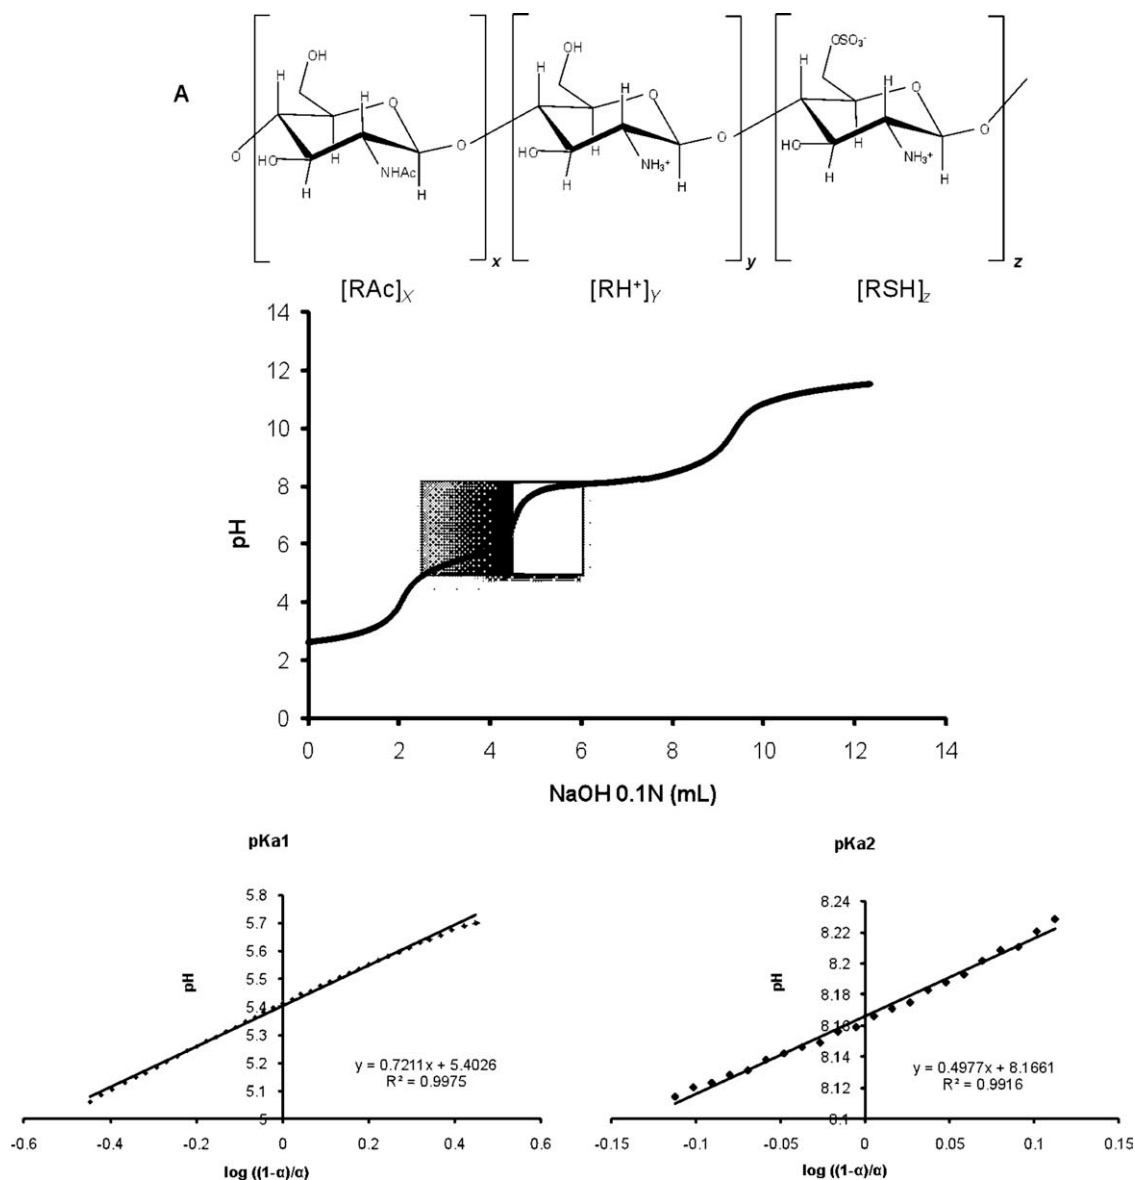 A
OH
OH
OSO₃⁻
H
H
H
H
H
H
O
O
O
O
HO
H
NHAc
H
H
O
HO
H
NH₃⁺
H
H
O
HO
H
NH₃⁺
H
H
O
x
y
z
[RAc]X
[RH⁺]Y
[RSH]z
14
12
10
8
6
4
2
0
pH
0 2 4 6 8 10 12 14
NaOH 0.1N (mL)
pKa1
5.8
5.7
5.6
5.5
5.4
5.3
5.2
5.1
5
pH
y = 0.7211x + 5.4026
R² = 0.9975
-0.6 -0.4 -0.2 0 0.2 0.4 0.6
log ((1-α)/α)
pKa2
8.24
8.22
8.2
8.18
8.16
8.14
8.12
8.1
pH
y = 0.4977x + 8.1661
R² = 0.9916
-0.15 -0.1 -0.05 0 0.05 0.1 0.15
log ((1-α)/α)